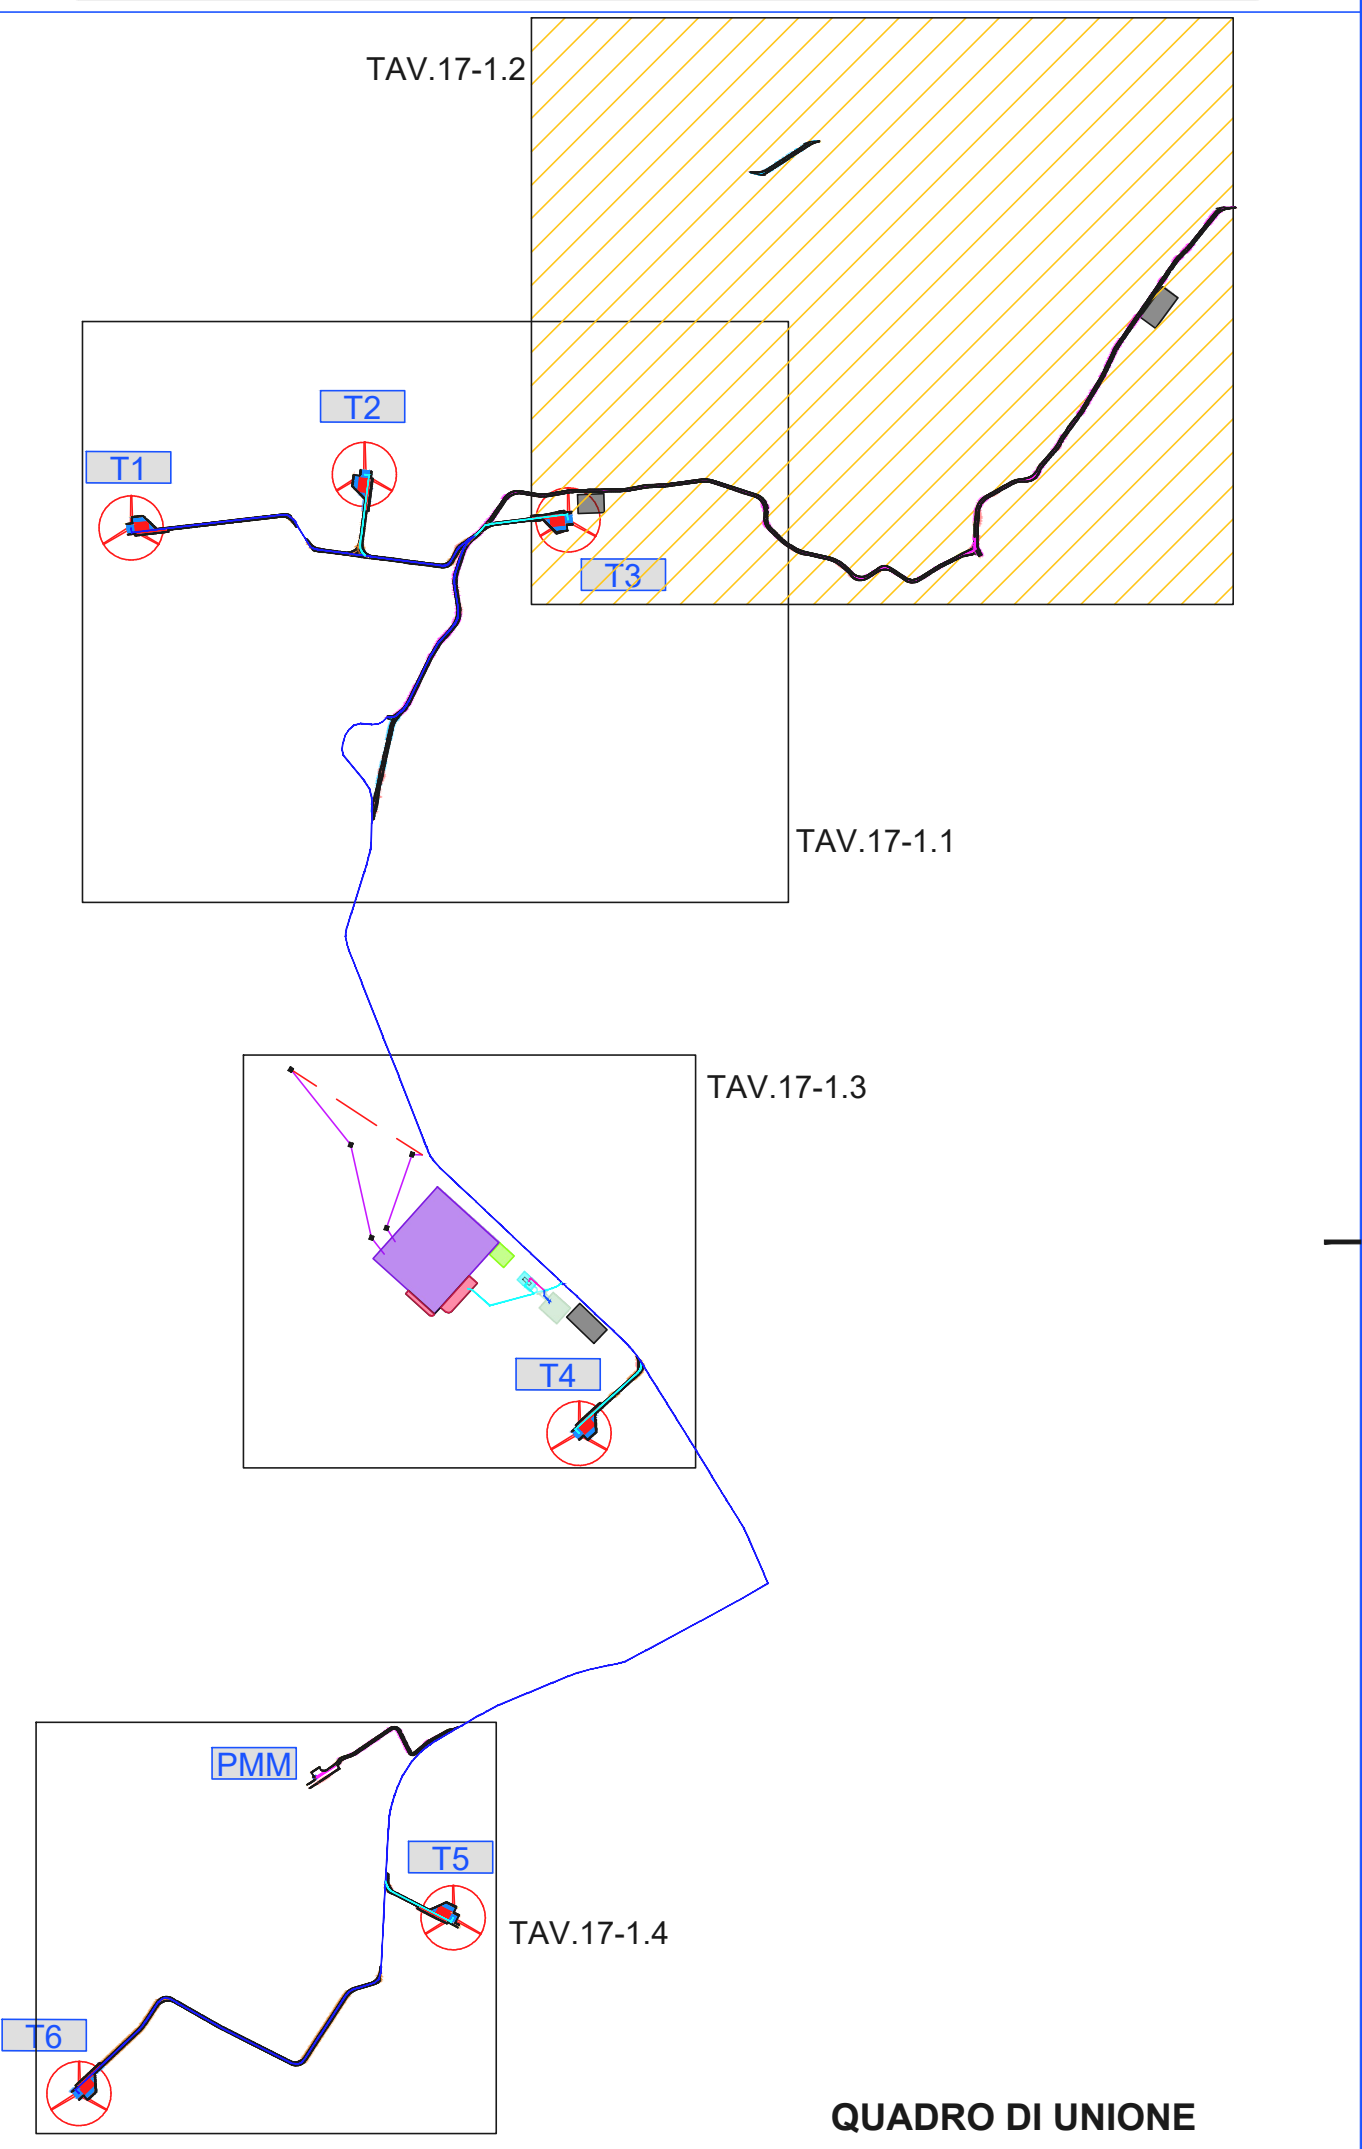 TAV.17-1.2
T2
T1
T3
TAV.17-1.1
TAV.17-1.3
T4
PMM
T5
TAV.17-1.4
T6
QUADRO DI UNIONE